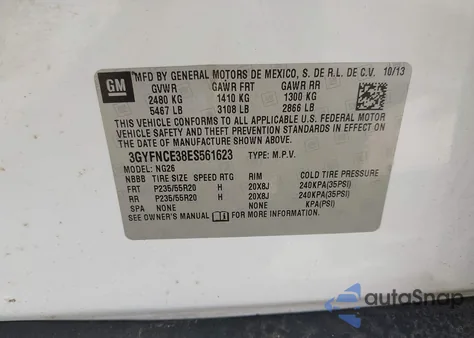 GM
MFD BY GENERAL MOTORS DE MEXICO, S. DE R.L. DE C.V. 10/13
GVWR GAWR FRT GAWR RR
2480 KG 1410 KG 1300 KG
5467 LB 3108 LB 2866 LB
THIS VEHICLE CONFORMS TO ALL APPLICABLE U.S. FEDERAL MOTOR
VEHICLE SAFETY AND THEFT PREVENTION STANDARDS IN EFFECT ON
THE DATE OF MANUFACTURE SHOWN ABOVE.
3GYFNCE38ES561623 TYPE: M.P.V.
MODEL: NG26
NBBB TIRE SIZE SPEED RTG RIM COLD TIRE PRESSURE
FRT P235/55R20 H 20X8J 240KPA(35PSI)
RR P235/55R20 H 20X8J 240KPA(35PSI)
SPA NONE NONE KPA(PSI)
SEE OWNER'S MANUAL FOR MORE INFORMATION.
autoSnap